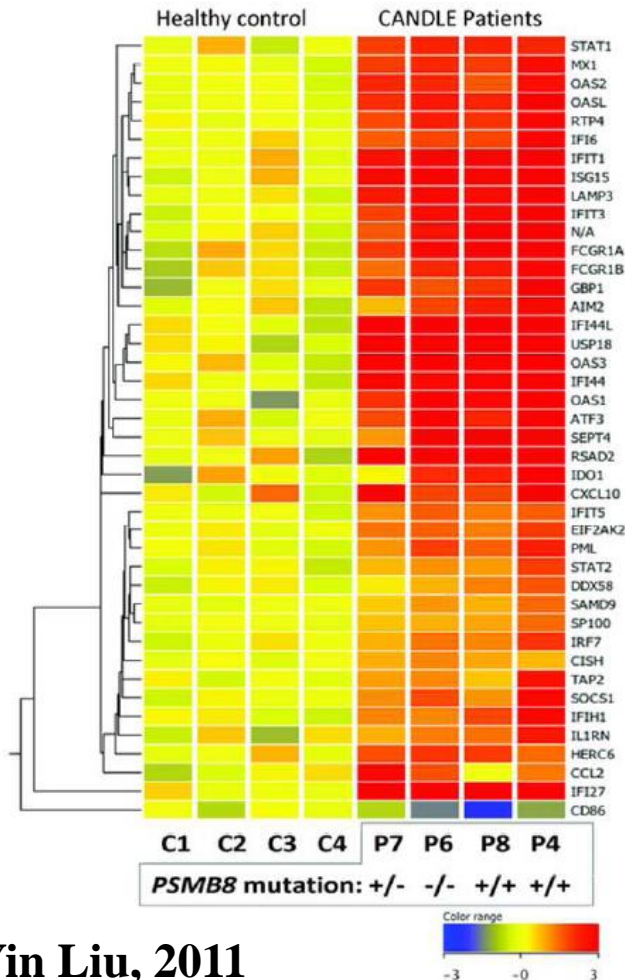 Healthy control CANDLE Patients
STAT1
MX1
OAS2
OASL
RTP4
IFI6
IFIT1
ISG15
LAMP3
IFIT3
N/A
FCGR1A
FCGR1B
GBP1
AIM2
IFI44L
USP18
OAS3
IFI44
OAS1
ATF3
SEPT4
RSAD2
IDO1
CXCL10
IFIT5
EIF2AK2
PML
STAT2
DDX58
SAMD9
SP100
IRF7
CISH
TAP2
SOCS1
IFIH1
IL1RN
HERC6
CCL2
IFI27
CD86
C1 C2 C3 C4 P7 P6 P8 P4
PSMB8 mutation: +/- -/- +/+ +/+
Color range
-3 -0 3
Yin Liu, 2011